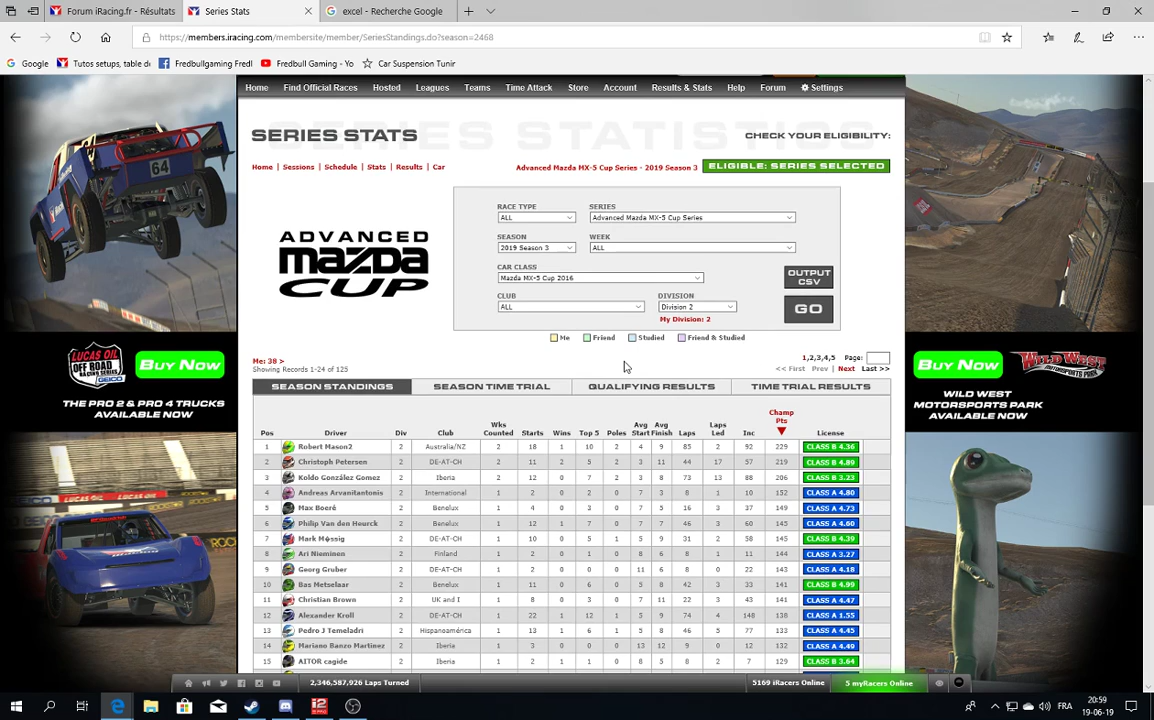 Forum iRacing.fr - Résultats
Series Stats
excel - Recherche Google
https://members.iracing.com/membersite/member/SeriesStandings.do?season=2468
Google
Tutos setups, table de
Fredbullgaming Fredl
Fredbull Gaming - Yo
Car Suspension Tunir
Home Find Official Races Hosted Leagues Teams Time Attack Store Account Results & Stats Help Forum Settings
SERIES STATS
CHECK YOUR ELIGIBILITY:
Home | Sessions | Schedule | Stats | Results | Car
Advanced Mazda MX-5 Cup Series - 2019 Season 3
ELIGIBLE: SERIES SELECTED
ADVANCED
mazda
CUP
RACE TYPE SERIES
ALL Advanced Mazda MX-5 Cup Series
SEASON WEEK
2019 Season 3 ALL
CAR CLASS
Mazda MX-5 Cup 2016
OUTPUT
CSV
CLUB DIVISION
ALL Division 2
GO
My Division: 2
Me Friend Studied Friend & Studied
Me: 38 >
Showing Records 1-24 of 125
1,2,3,4,5 Page:
<< First Prev | Next Last >>
SEASON STANDINGS SEASON TIME TRIAL QUALIFYING RESULTS TIME TRIAL RESULTS
Pos Driver Div Club Wks Counted Starts Wins Top 5 Poles Avg Start Avg Finish Laps Laps Led Inc Champ Pts License
1 Robert Mason2 2 Australia/NZ 2 18 1 10 2 4 9 85 2 92 229 CLASS B 4.36
2 Christoph Petersen 2 DE-AT-CH 2 11 2 5 2 3 11 44 17 57 219 CLASS B 4.89
3 Koldo González Gomez 2 Iberia 2 12 0 7 2 3 8 73 13 88 206 CLASS B 3.23
4 Andreas Arvanitantonis 2 International 1 2 0 2 0 7 3 8 0 10 152 CLASS A 4.80
5 Max Boeré 2 Benelux 1 4 0 3 0 7 5 16 3 37 149 CLASS A 4.73
6 Philip Van den Heurck 2 Benelux 1 12 1 7 0 7 7 46 3 60 145 CLASS A 4.60
7 Mark M�ssig 2 DE-AT-CH 1 10 0 5 1 5 9 31 2 58 145 CLASS B 4.39
8 Ari Nieminen 2 Finland 1 2 0 1 0 8 6 8 1 11 144 CLASS A 3.27
9 Georg Gruber 2 DE-AT-CH 1 2 0 0 0 11 6 8 0 22 143 CLASS A 4.18
10 Bas Metselaar 2 Benelux 1 11 0 6 0 5 8 42 3 33 141 CLASS B 4.99
11 Christian Brown 2 UK and I 1 8 0 3 0 7 11 22 3 43 141 CLASS A 4.47
12 Alexander Kroll 2 DE-AT-CH 1 22 1 12 1 5 9 74 4 148 138 CLASS A 1.55
13 Pedro J Temeladri 2 Hispanoamérica 1 13 1 6 1 5 8 46 5 77 133 CLASS A 4.45
14 Mariano Banzo Martinez 2 Iberia 1 3 0 0 0 13 12 9 0 12 132 CLASS A 4.49
15 AITOR cagide 2 Iberia 1 2 1 1 0 8 5 8 2 7 129 CLASS B 3.64
64
LUCAS OIL
OFF ROAD
RACING SERIES
GEICO
Buy Now
THE PRO 2 & PRO 4 TRUCKS
AVAILABLE NOW
Buy Now
WILD WEST
MOTORSPORTS PARK
WILD WEST
MOTORSPORTS PARK
AVAILABLE NOW
2,346,587,926 Laps Turned
5169 iRacers Online
5 myRacers Online
FRA
20:59
19-06-19